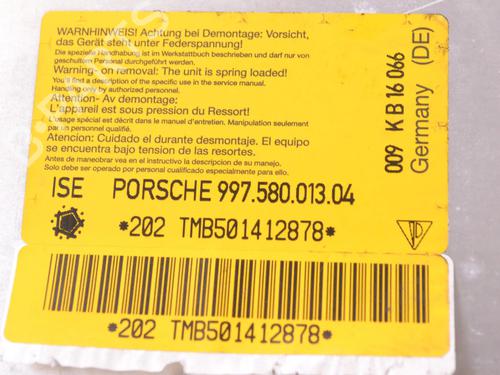 WARNHINWEIS! Achtung bei Demontage: Vorsicht,
das Gerät steht unter Federspannung!
Die spezielle Handhabung ist im Werkstattbuch beschrieben und darf nur von
geschultem Personal durchgeführt werden.
Warning- on removal: The unit is spring loaded!
You'll find a description of the specific use in the service manual.
Handling only by authorized personnel.
Attention- Av demontage:
L'appareil est sous pression du Ressort!
L'usage spécial est décrit dans le manuel d'entretien. Manipulation seulement
par un personnel qualifié.
Atencion: Cuidado el durante desmontaje. El equipo
se encuentra bajo tension de las resortes.
Antes de maneobrar vea en el instructivo la descripción de su manejo.
Solo debe ser operado por personal cualificado especialmente para ello.
ISE PORSCHE 997.580.013.04
*202 TMB501412878*
009 K B 16 066
Germany (DE)
*202 TMB501412878*